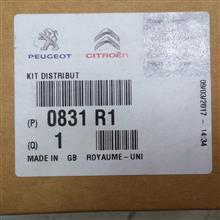 PEUGEOT CITROËN
KIT DISTRIBUT
(P) 0831 R1
(Q) 1
MADE IN GB ROYAUME-UNI
09/03/2017 - 14:34